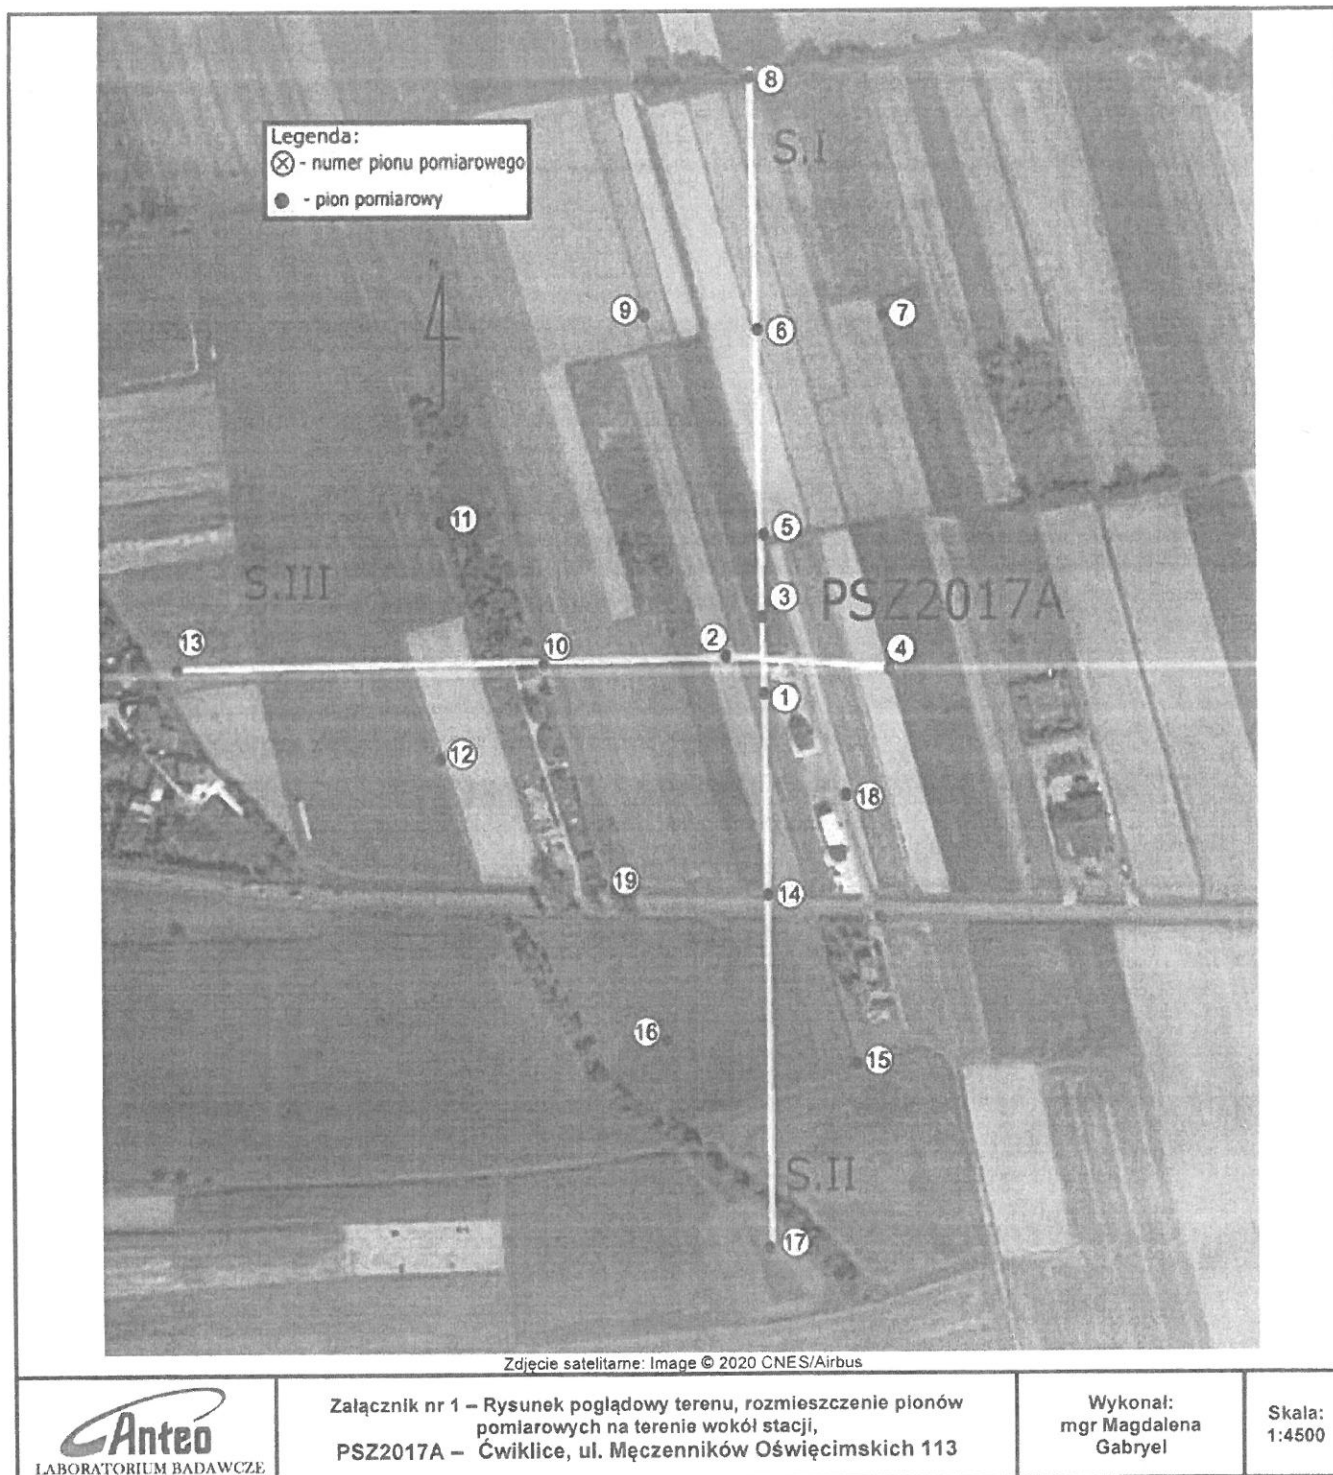 8
S.I
Legenda:
- numer pionu pomiarowego
- pion pomiarowy
9
7
6
11
5
S.III
3
PSZ2017A
2
13
10
4
1
12
18
19
14
16
15
S.II
17
Zdjęcie satelitarne: Image © 2020 CNES/Airbus
Anteo
LABORATORIUM BADAWCZE
Załącznik nr 1 – Rysunek poglądowy terenu, rozmieszczenie pionów
pomiarowych na terenie wokół stacji,
PSZ2017A – Ćwiklice, ul. Męczenników Oświęcimskich 113
Wykonał:
mgr Magdalena
Gabryel
Skala:
1:4500